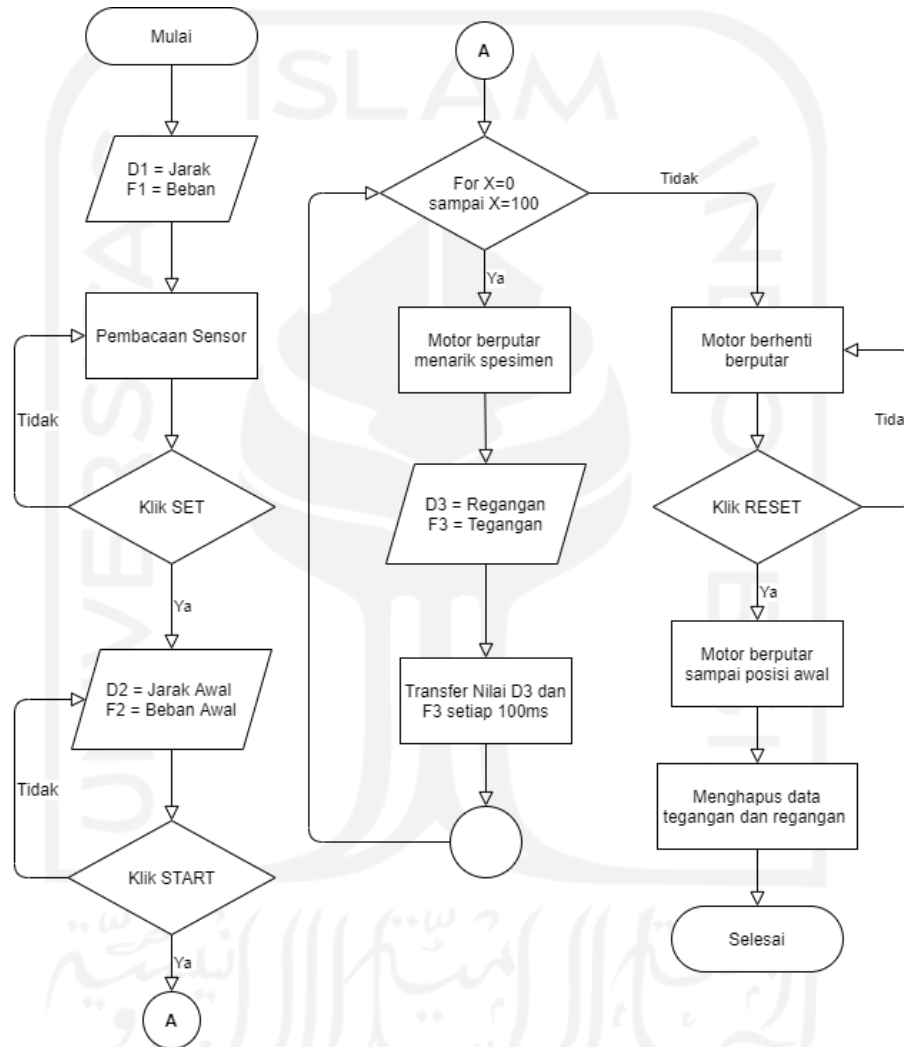 Mulai
D1 = Jarak
F1 = Beban
Pembacaan Sensor
Tidak
Klik SET
Ya
D2 = Jarak Awal
F2 = Beban Awal
Tidak
Klik START
Ya
A
A
For X=0
sampai X=100
Tidak
Ya
Motor berputar
menarik spesimen
D3 = Regangan
F3 = Tegangan
Transfer Nilai D3 dan
F3 setiap 100ms
Motor berhenti
berputar
Tida
Klik RESET
Ya
Motor berputar
sampai posisi awal
Menghapus data
tegangan dan regangan
Selesai
ISLAM
UNIVERSITAS